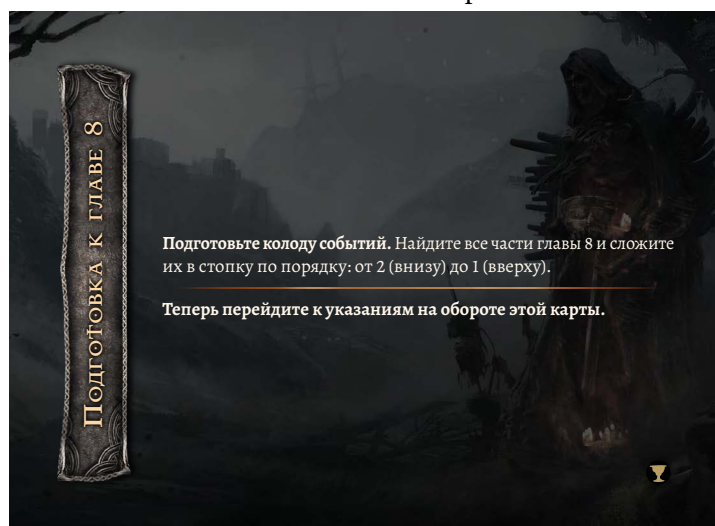 Подготовка к главе 8
Подготовьте колоду событий. Найдите все части главы 8 и сложите
их в стопку по порядку: от 2 (внизу) до 1 (вверху).
Теперь перейдите к указаниям на обороте этой карты.